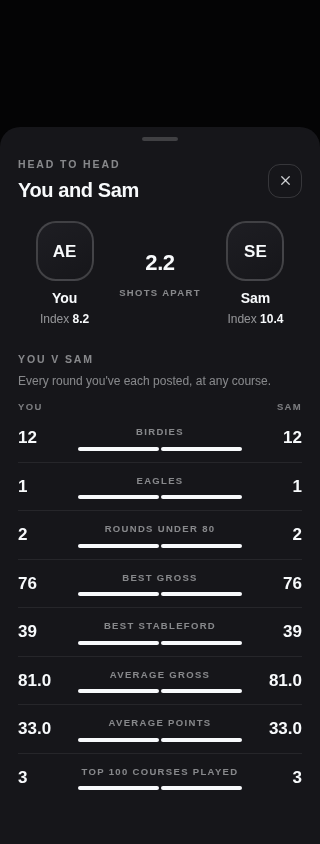 HEAD TO HEAD
You and Sam
AE
SE
2.2
SHOTS APART
You
Sam
Index 8.2
Index 10.4
YOU V SAM
Every round you've each posted, at any course.
YOU SAM
12 BIRDIES 12
1 EAGLES 1
2 ROUNDS UNDER 80 2
76 BEST GROSS 76
39 BEST STABLEFORD 39
81.0 AVERAGE GROSS 81.0
33.0 AVERAGE POINTS 33.0
3 TOP 100 COURSES PLAYED 3